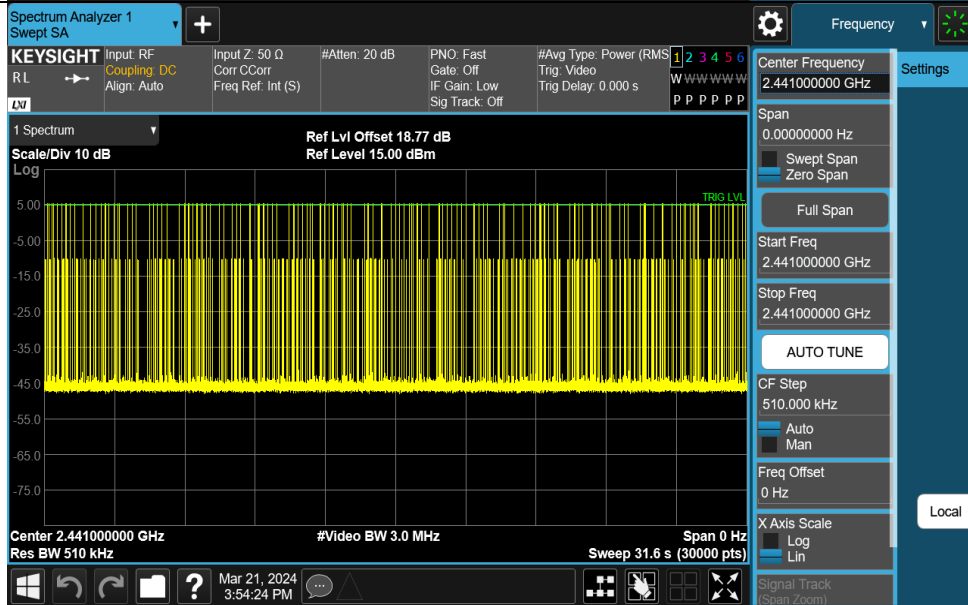 Spectrum Analyzer 1
Swept SA
Frequency
KEYSIGHT
R L
LXI
Input: RF
Coupling: DC
Align: Auto
Input Z: 50 Ω
Corr CCorr
Freq Ref: Int (S)
#Atten: 20 dB
PNO: Fast
Gate: Off
IF Gain: Low
Sig Track: Off
#Avg Type: Power (RMS
Trig: Video
Trig Delay: 0.000 s
1 2 3 4 5 6
W W W W W W
P P P P P P
1 Spectrum
Scale/Div 10 dB
Log
Ref Lvl Offset 18.77 dB
Ref Level 15.00 dBm
TRIG LVL
5.00
-5.00
-15.0
-25.0
-35.0
-45.0
-55.0
-65.0
-75.0
Center 2.441000000 GHz
Res BW 510 kHz
#Video BW 3.0 MHz
Span 0 Hz
Sweep 31.6 s (30000 pts)
Mar 21, 2024
3:54:24 PM
?
Center Frequency
2.441000000 GHz
Span
0.00000000 Hz
Swept Span
Zero Span
Full Span
Start Freq
2.441000000 GHz
Stop Freq
2.441000000 GHz
AUTO TUNE
CF Step
510.000 kHz
Auto
Man
Freq Offset
0 Hz
X Axis Scale
Log
Lin
Signal Track
(Span Zoom)
Settings
Local